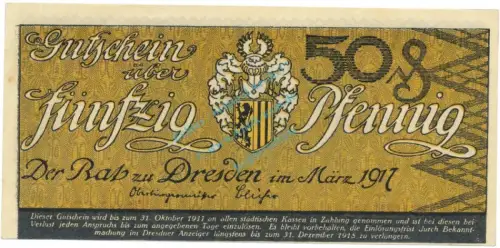 Gutschein
über
fünfzig
50 ₰
Pfennig
Der Rat zu Dresden im März 1917
Oberbürgermeister
Dieser Gutschein wird bis zum 31. Oktober 1917 an allen städtischen Kassen in Zahlung genommen und ist bei diesen bei
Verlust jeden Anspruchs bis zum angegebenen Tage einzulösen. Es bleibt vorbehalten, die Einlösungsfrist durch Bekannt-
machung im Dresdner Anzeiger längstens bis zum 31. Dezember 1918 zu verlängern.